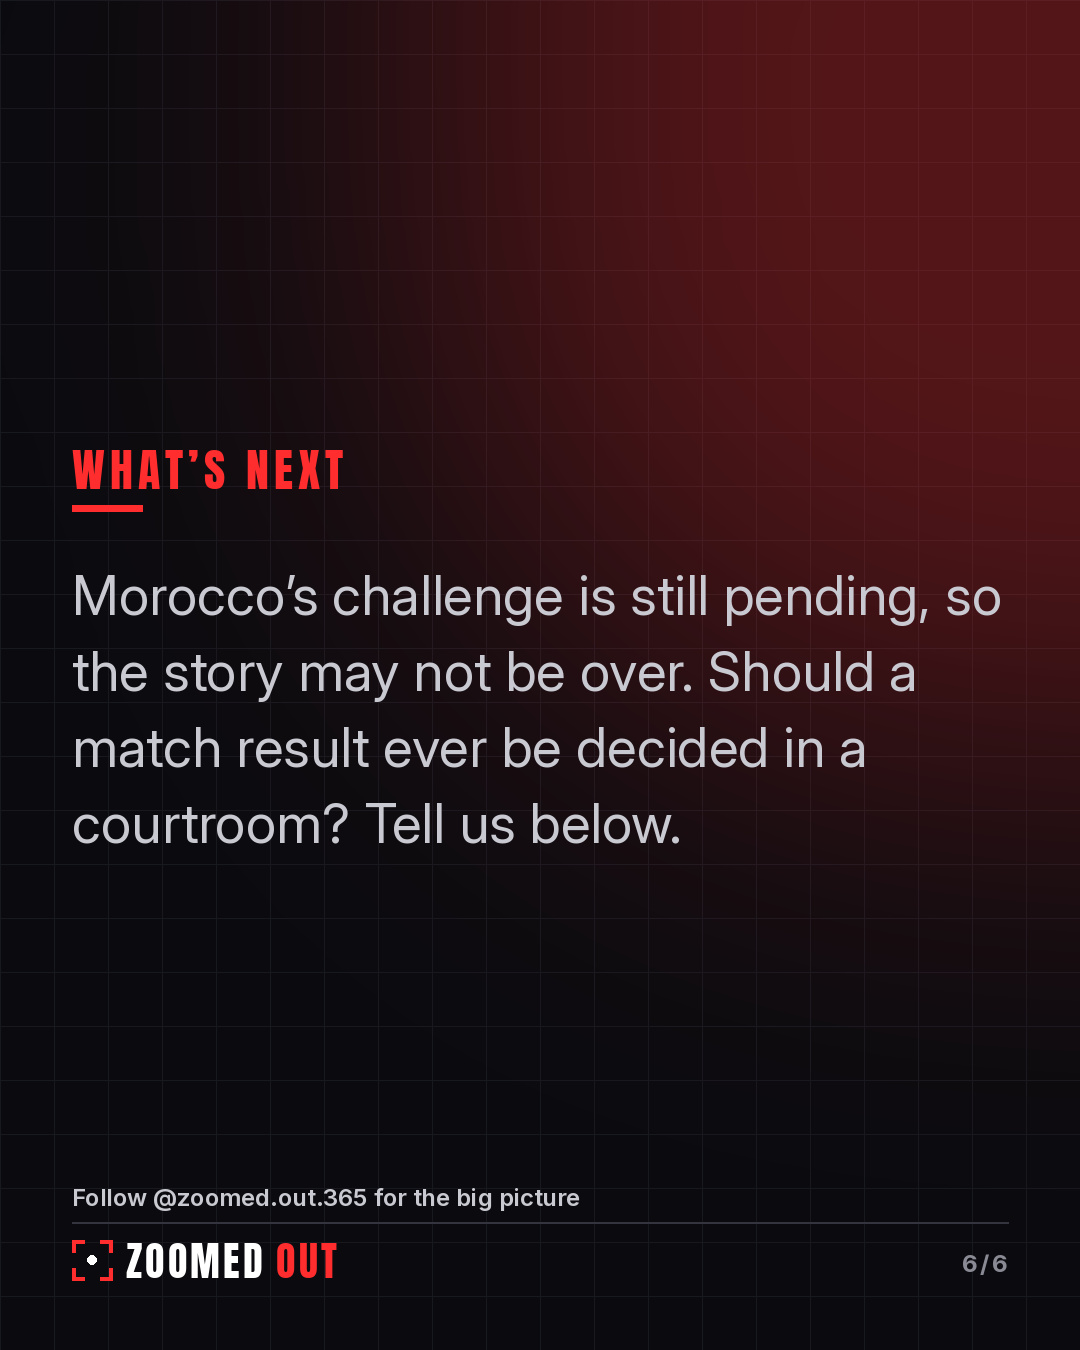 WHAT’S NEXT
Morocco’s challenge is still pending, so
the story may not be over. Should a
match result ever be decided in a
courtroom? Tell us below.
Follow @zoomed.out.365 for the big picture
ZOOMED OUT
6/6